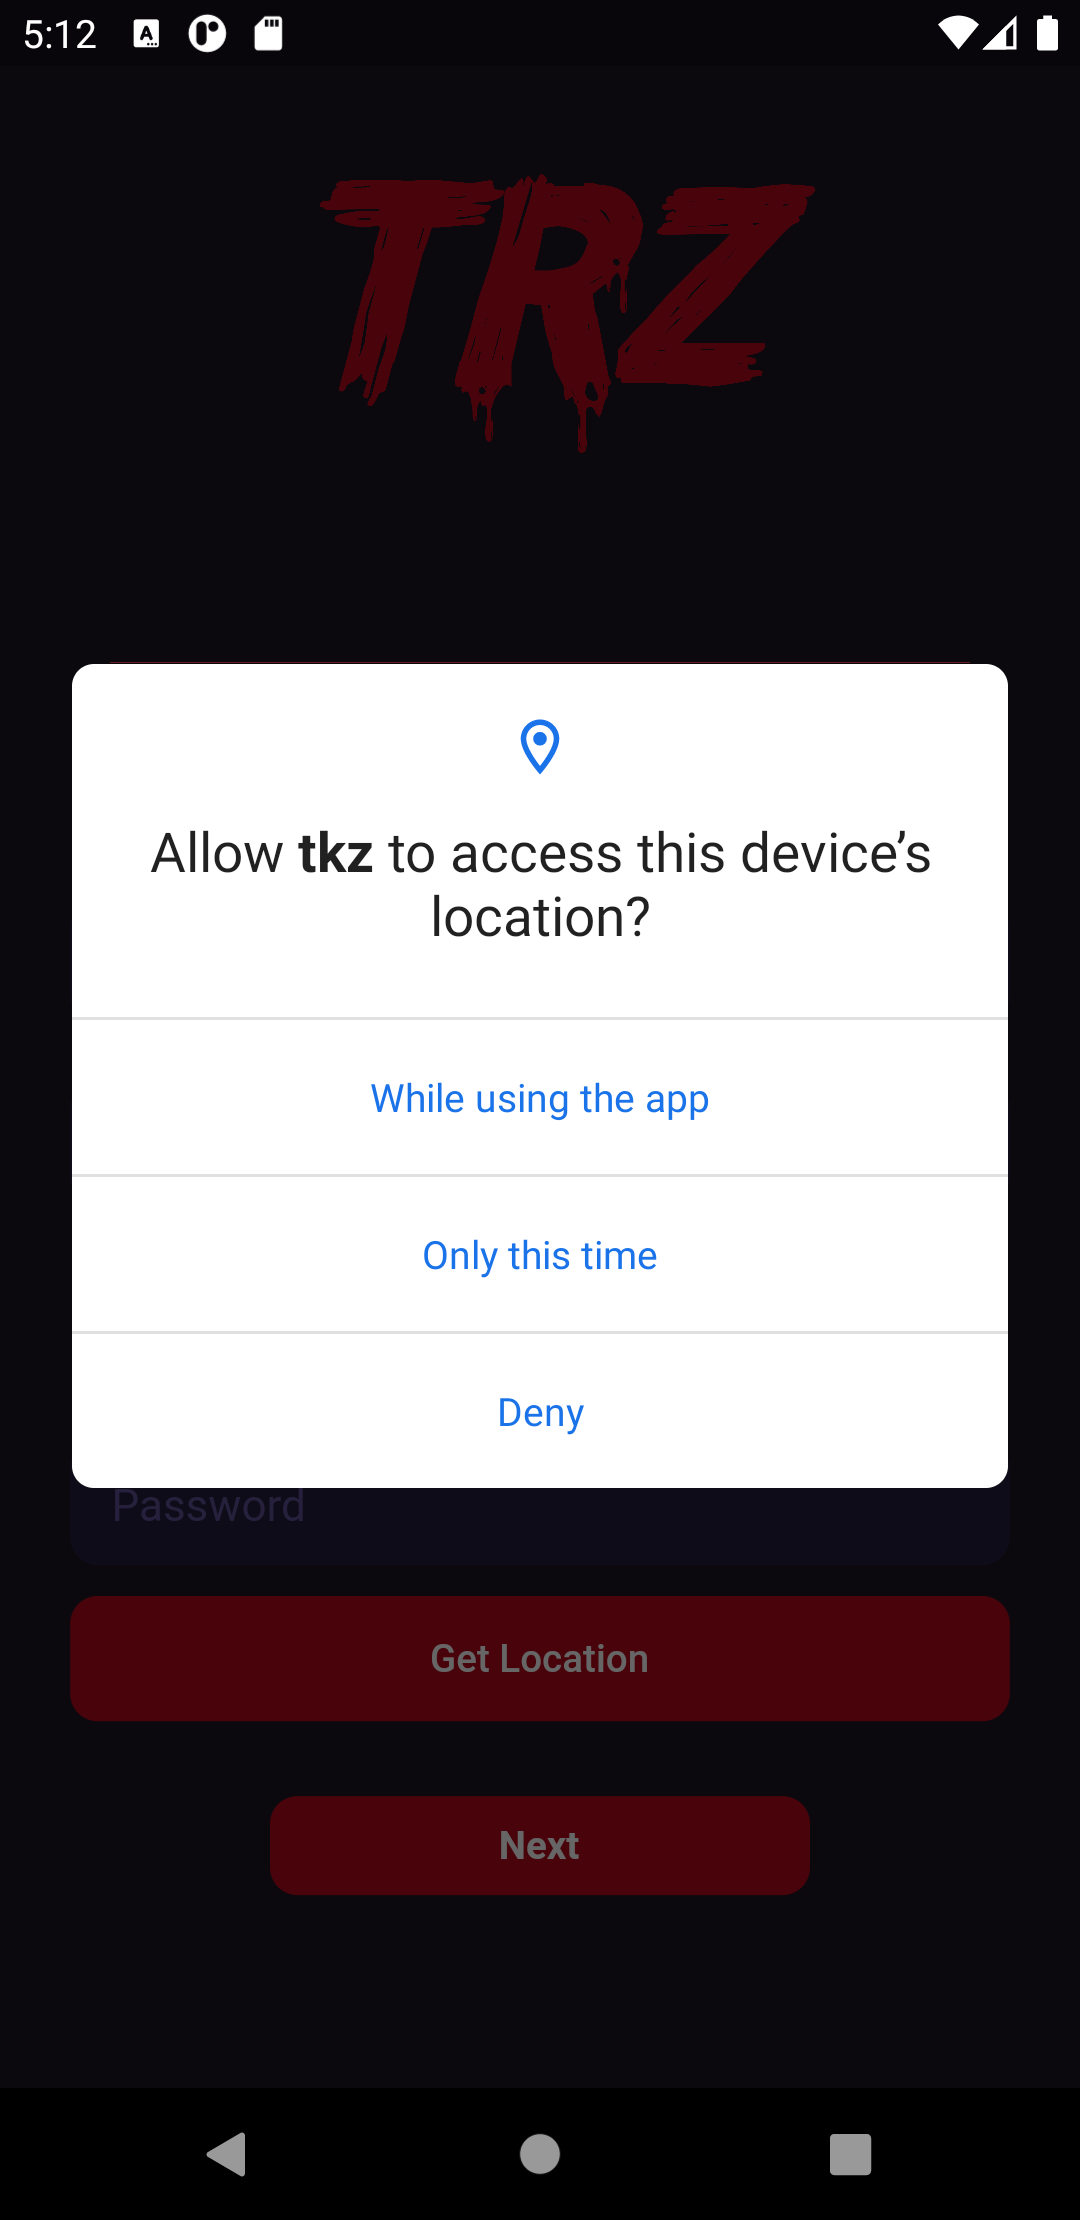 5:12
TRZ
Allow tkz to access this device’s
location?
While using the app
Only this time
Deny
Password
Get Location
Next